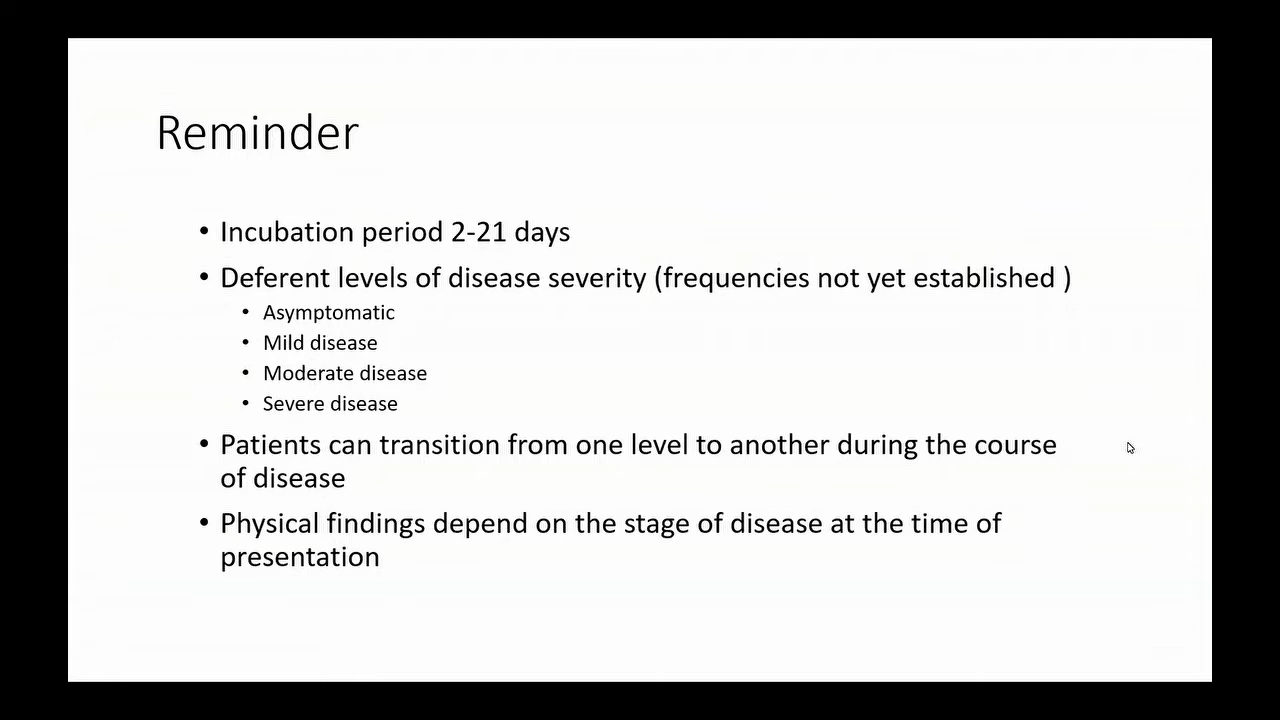 Reminder
• Incubation period 2-21 days
• Deferent levels of disease severity (frequencies not yet established )
• Asymptomatic
• Mild disease
• Moderate disease
• Severe disease
• Patients can transition from one level to another during the course
of disease
• Physical findings depend on the stage of disease at the time of
presentation